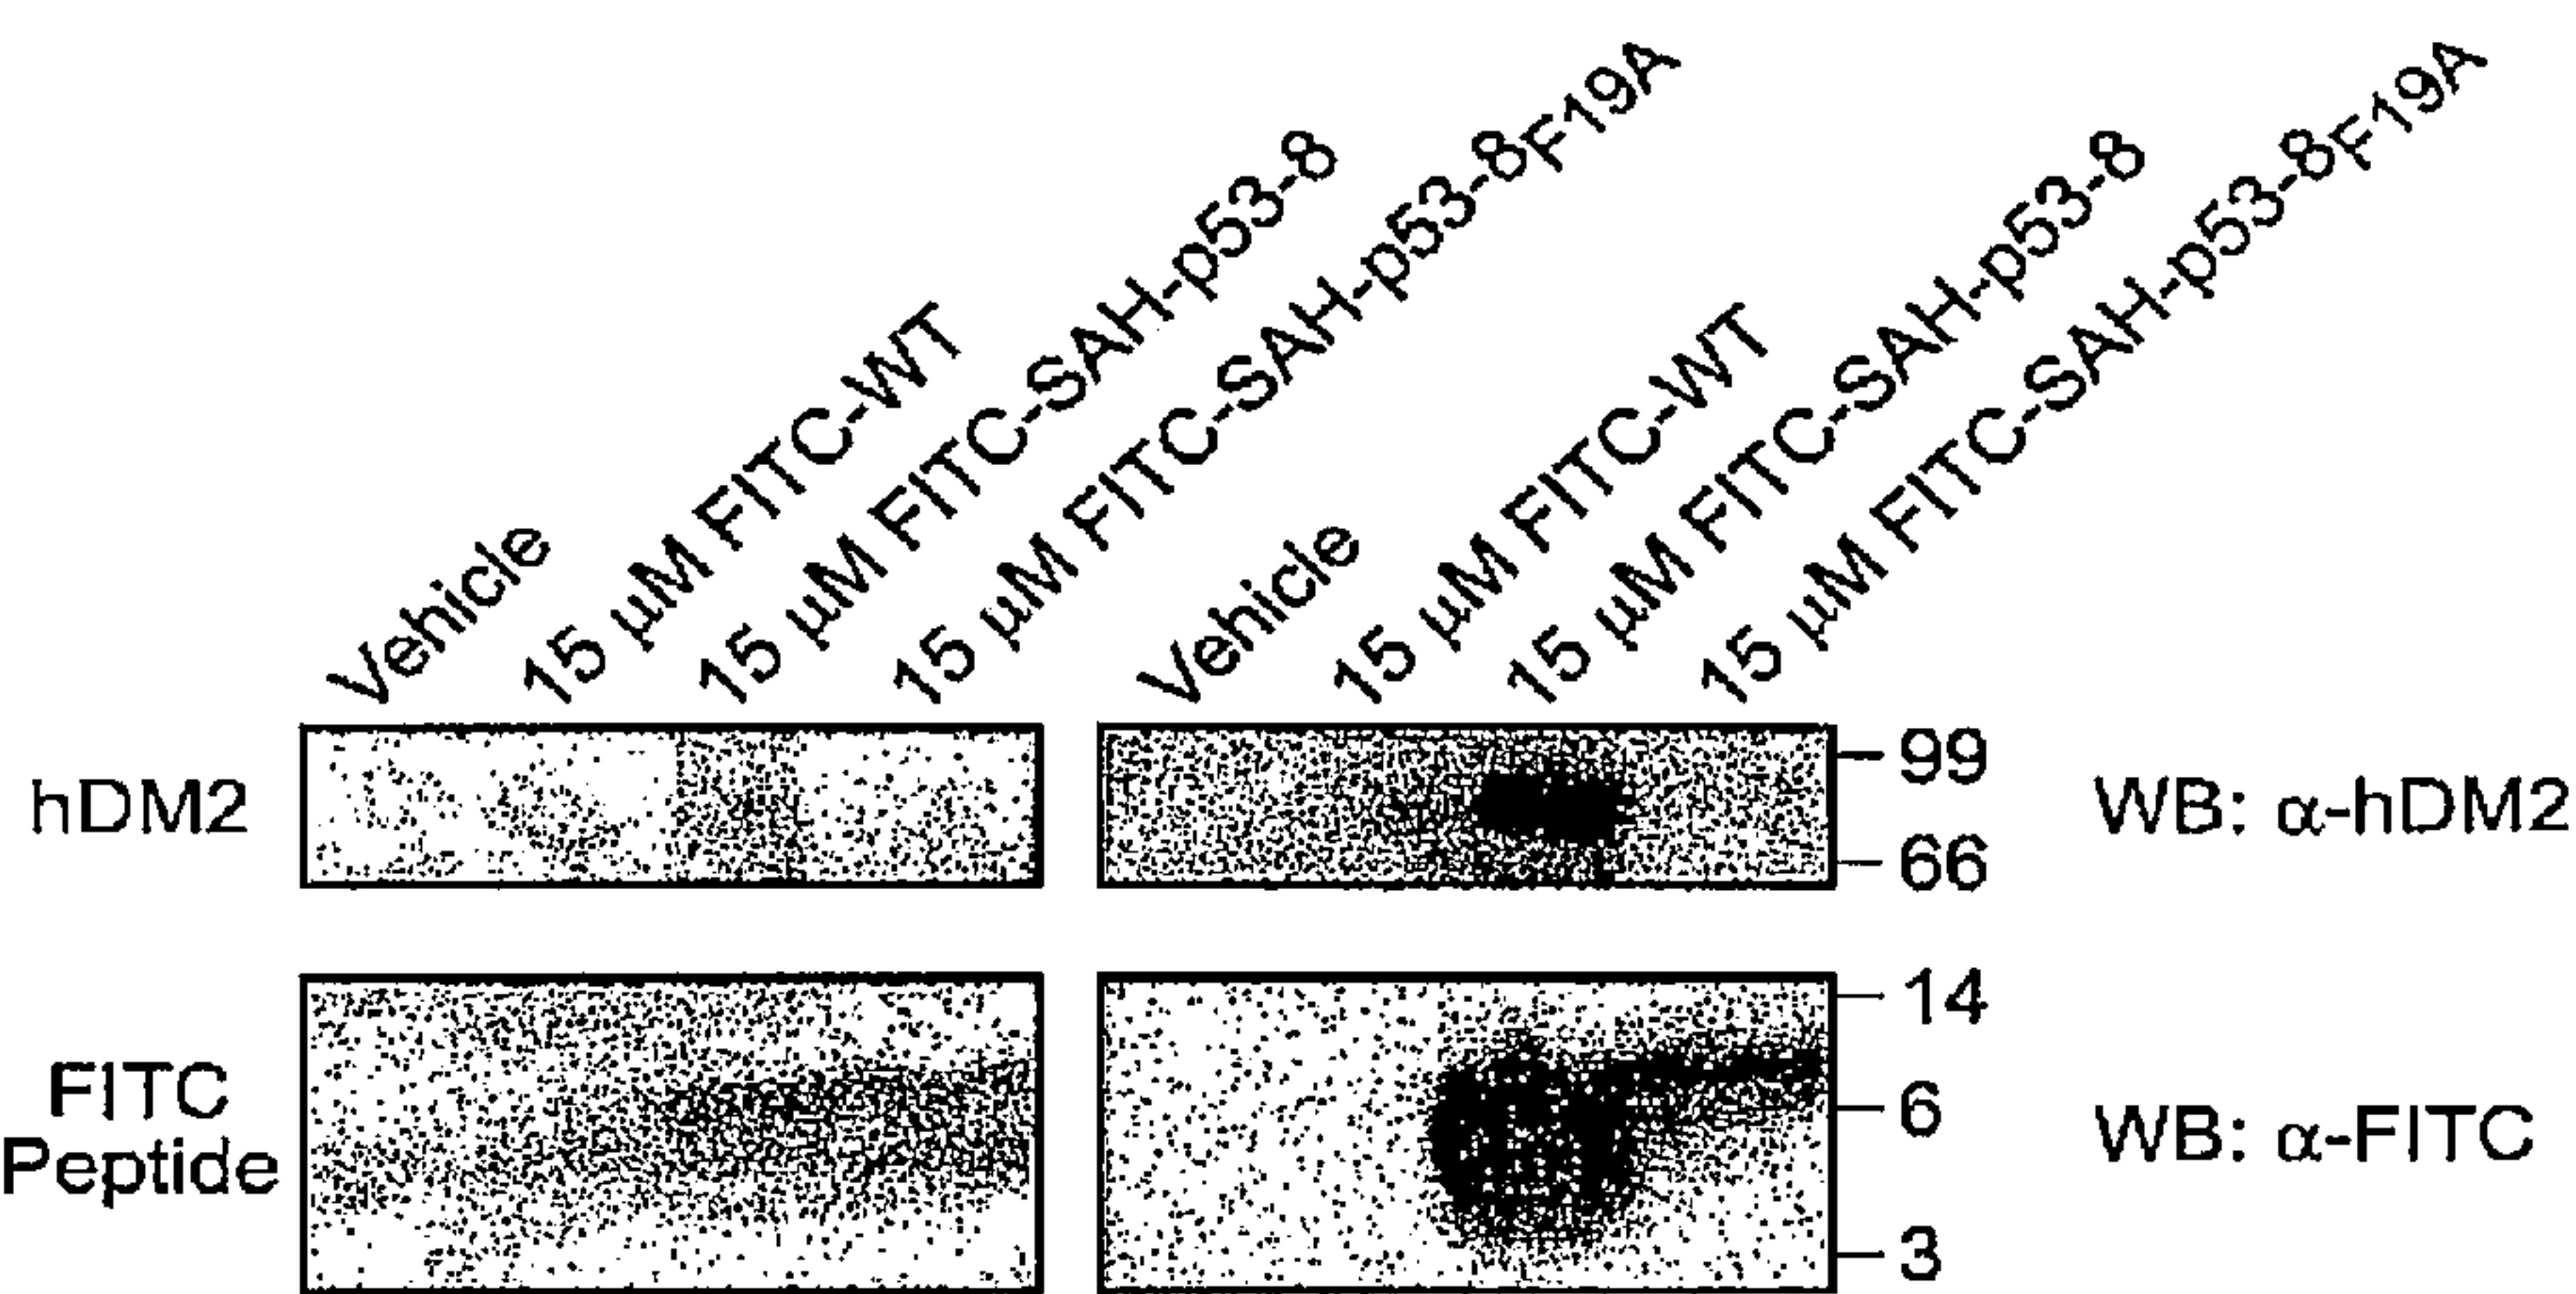 Vehicle
15 μM FITC-WT
15 μM FITC-SAH-p53-8
15 μM FITC-SAH-p53-8F19A
Vehicle
15 μM FITC-WT
15 μM FITC-SAH-p53-8
15 μM FITC-SAH-p53-8F19A
hDM2
99
66
WB: α-hDM2
FITC
Peptide
14
6
3
WB: α-FITC